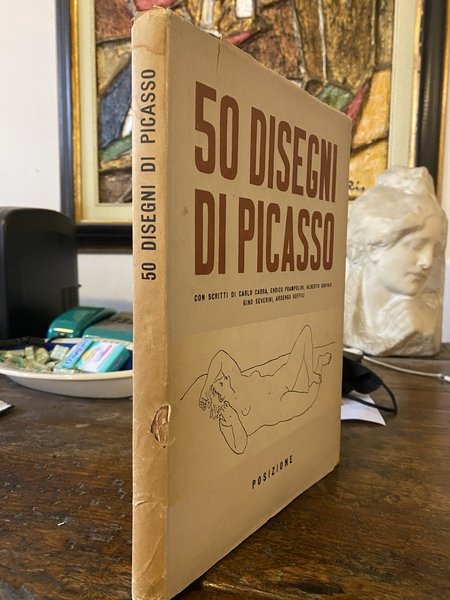 50 DISEGNI DI PICASSO
50 DISEGNI
DI PICASSO
CON SCRITTI DI CARLO CARRÀ, ENRICO PRAMPOLINI, ALBERTO SAVINIO
GINO SEVERINI, ARDENGO SOFFICI
POSIZIONE